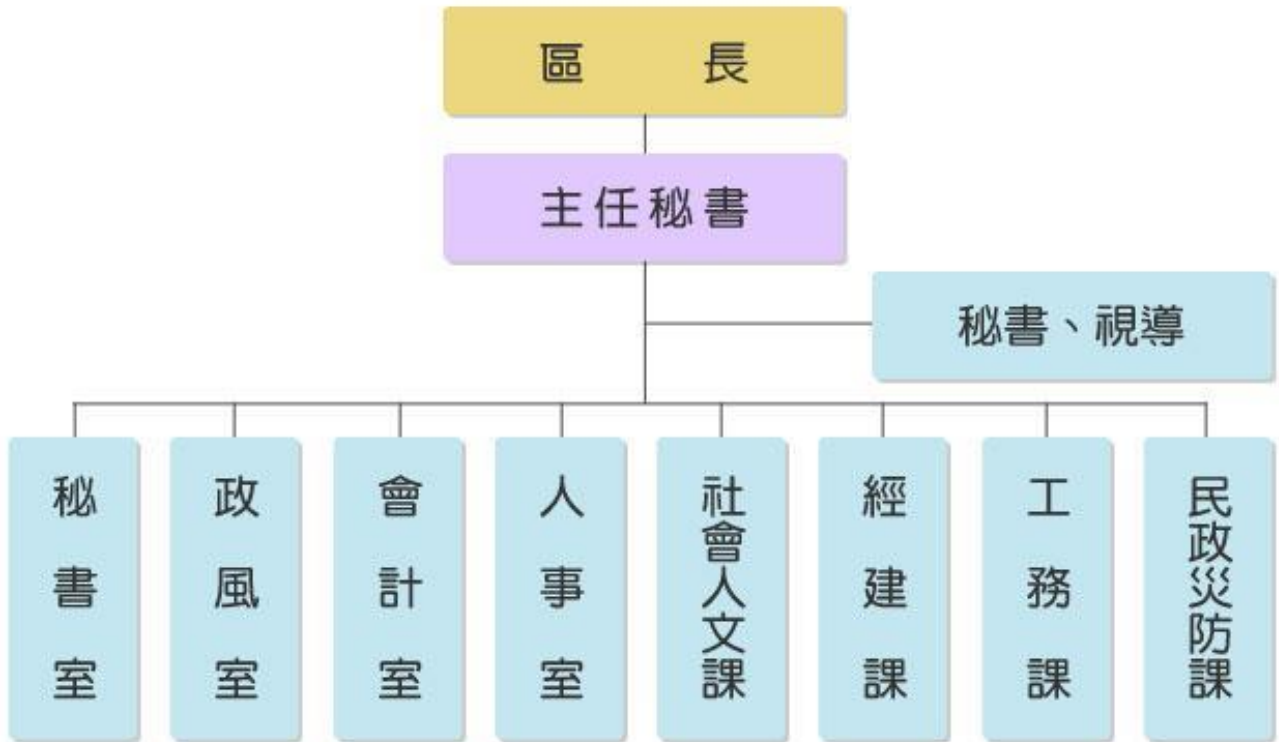 區長
主任秘書
秘書、視導
秘書室
政風室
會計室
人事室
社會人文課
經建課
工務課
民政災防課